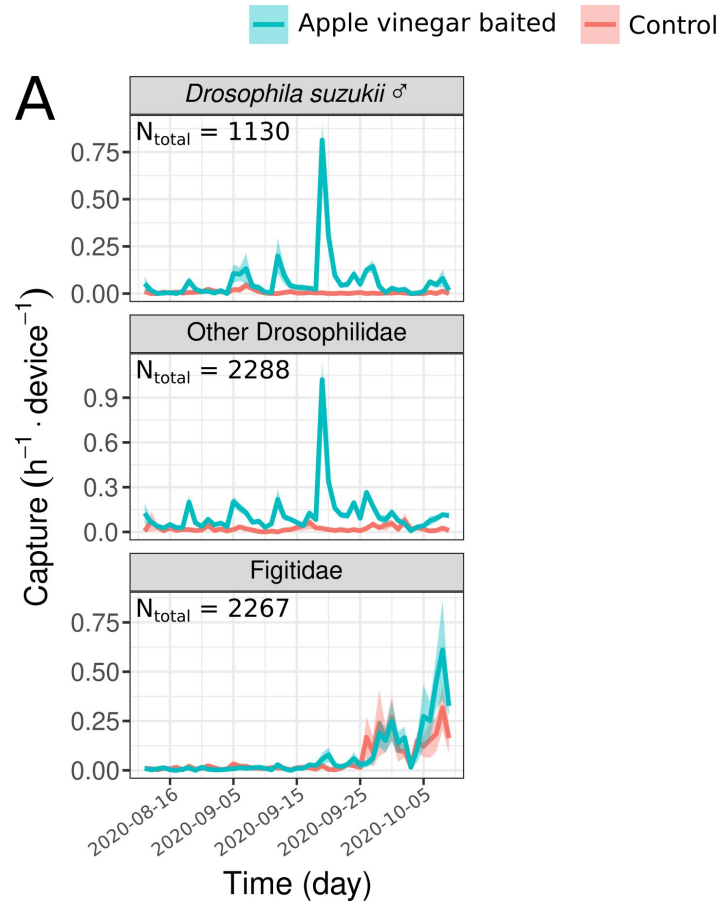 Apple vinegar baited Control
A
Drosophila suzukii ♂
N_total = 1130
0.75
0.50
0.25
0.00
Other Drosophilidae
N_total = 2288
0.9
0.6
0.3
0.0
Figitidae
N_total = 2267
0.75
0.50
0.25
0.00
Capture (h⁻¹ · device⁻¹)
2020-08-16
2020-09-05
2020-09-15
2020-09-25
2020-10-05
Time (day)